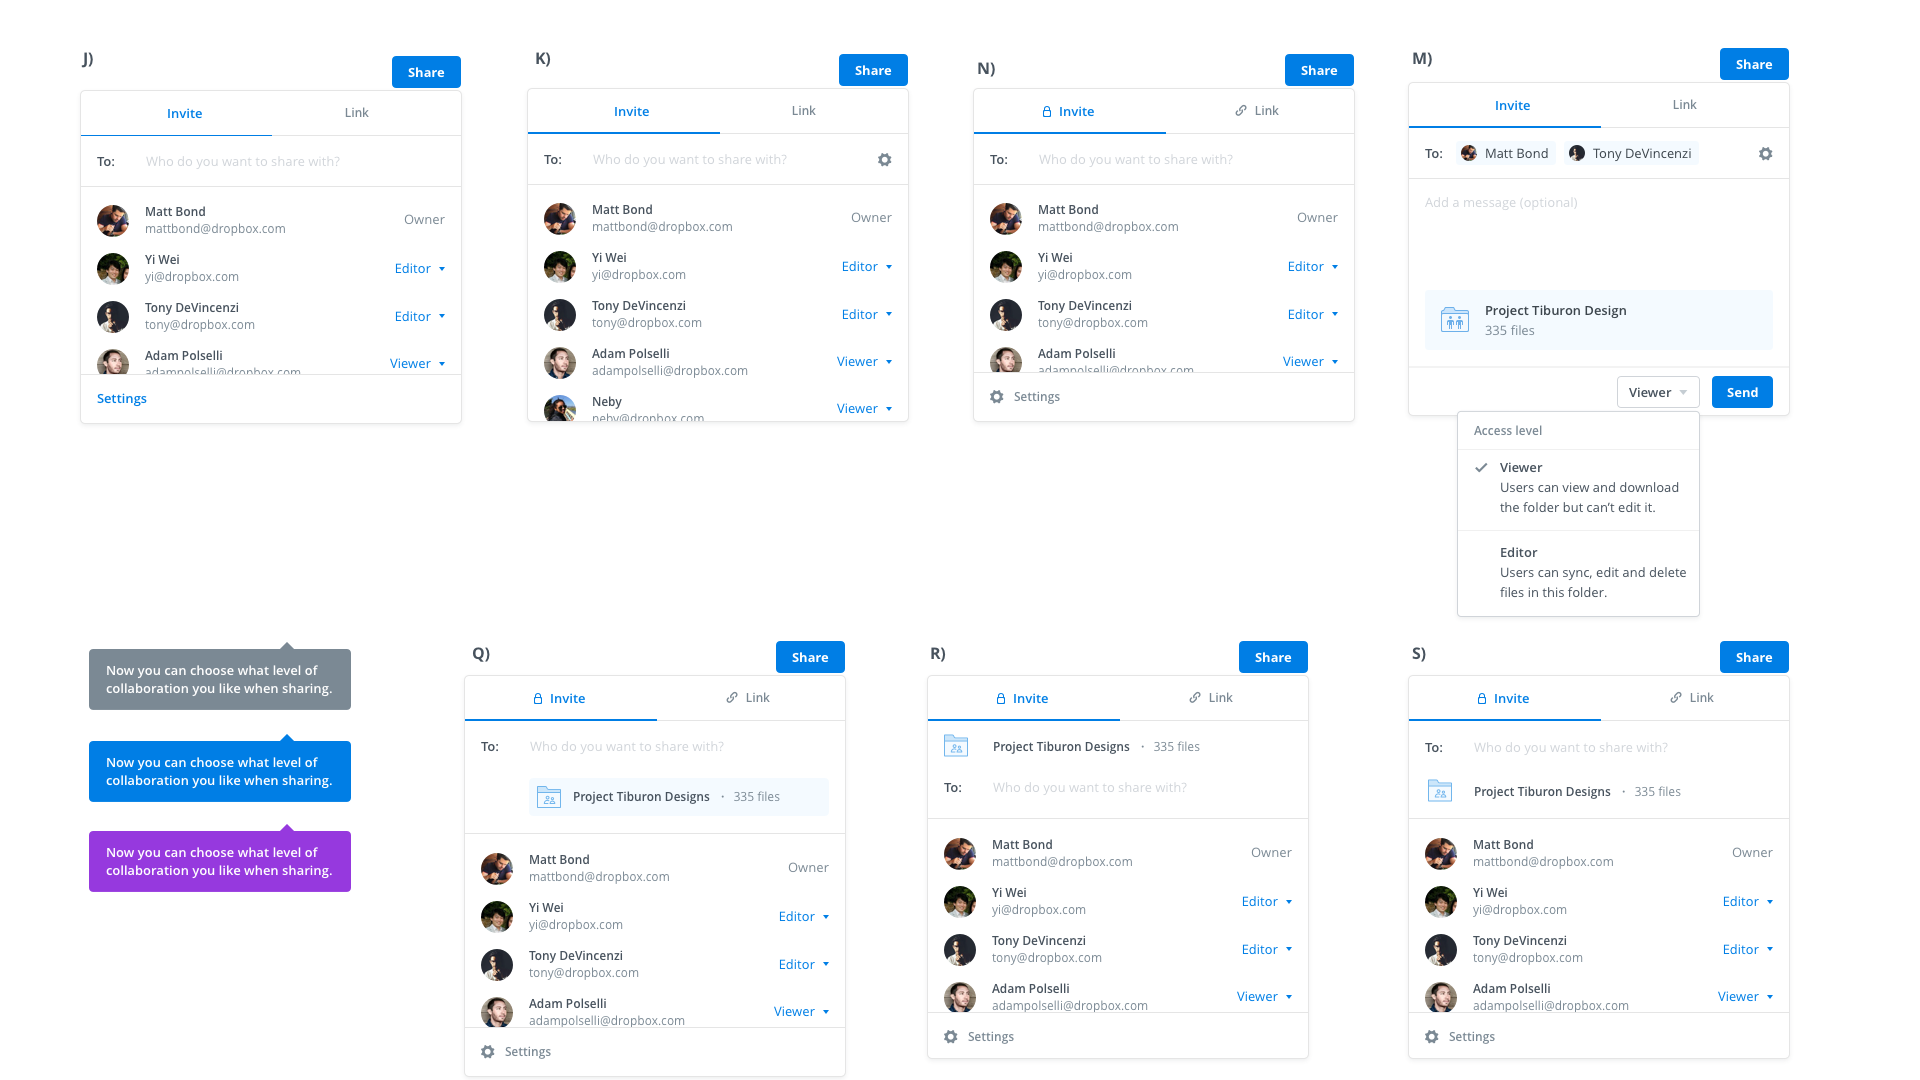 J)
Share
Invite
Link
To:
Who do you want to share with?
Matt Bond
mattbond@dropbox.com
Owner
Yi Wei
yi@dropbox.com
Editor
Tony DeVincenzi
tony@dropbox.com
Editor
Adam Polselli
adampolselli@dropbox.com
Viewer
Settings
K)
Share
Invite
Link
To:
Who do you want to share with?
Matt Bond
mattbond@dropbox.com
Owner
Yi Wei
yi@dropbox.com
Editor
Tony DeVincenzi
tony@dropbox.com
Editor
Adam Polselli
adampolselli@dropbox.com
Viewer
Neby
neby@dropbox.com
Viewer
N)
Share
Invite
Link
To:
Who do you want to share with?
Matt Bond
mattbond@dropbox.com
Owner
Yi Wei
yi@dropbox.com
Editor
Tony DeVincenzi
tony@dropbox.com
Editor
Adam Polselli
adampolselli@dropbox.com
Viewer
Settings
M)
Share
Invite
Link
To:
Matt Bond
Tony DeVincenzi
Add a message (optional)
Project Tiburon Design
335 files
Viewer
Send
Access level
Viewer
Users can view and download
the folder but can’t edit it.
Editor
Users can sync, edit and delete
files in this folder.
Now you can choose what level of
collaboration you like when sharing.
Now you can choose what level of
collaboration you like when sharing.
Now you can choose what level of
collaboration you like when sharing.
Q)
Share
Invite
Link
To:
Who do you want to share with?
Project Tiburon Designs · 335 files
Matt Bond
mattbond@dropbox.com
Owner
Yi Wei
yi@dropbox.com
Editor
Tony DeVincenzi
tony@dropbox.com
Editor
Adam Polselli
adampolselli@dropbox.com
Viewer
Settings
R)
Share
Invite
Link
Project Tiburon Designs · 335 files
To:
Who do you want to share with?
Matt Bond
mattbond@dropbox.com
Owner
Yi Wei
yi@dropbox.com
Editor
Tony DeVincenzi
tony@dropbox.com
Editor
Adam Polselli
adampolselli@dropbox.com
Viewer
Settings
S)
Share
Invite
Link
To:
Who do you want to share with?
Project Tiburon Designs · 335 files
Matt Bond
mattbond@dropbox.com
Owner
Yi Wei
yi@dropbox.com
Editor
Tony DeVincenzi
tony@dropbox.com
Editor
Adam Polselli
adampolselli@dropbox.com
Viewer
Settings